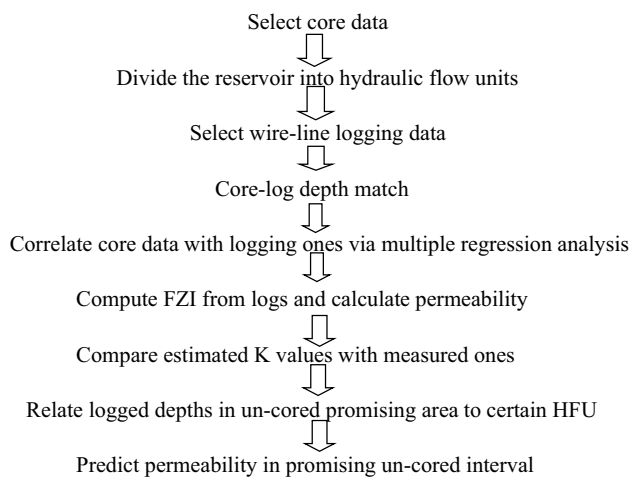 Select core data
Divide the reservoir into hydraulic flow units
Select wire-line logging data
Core-log depth match
Correlate core data with logging ones via multiple regression analysis
Compute FZI from logs and calculate permeability
Compare estimated K values with measured ones
Relate logged depths in un-cored promising area to certain HFU
Predict permeability in promising un-cored interval